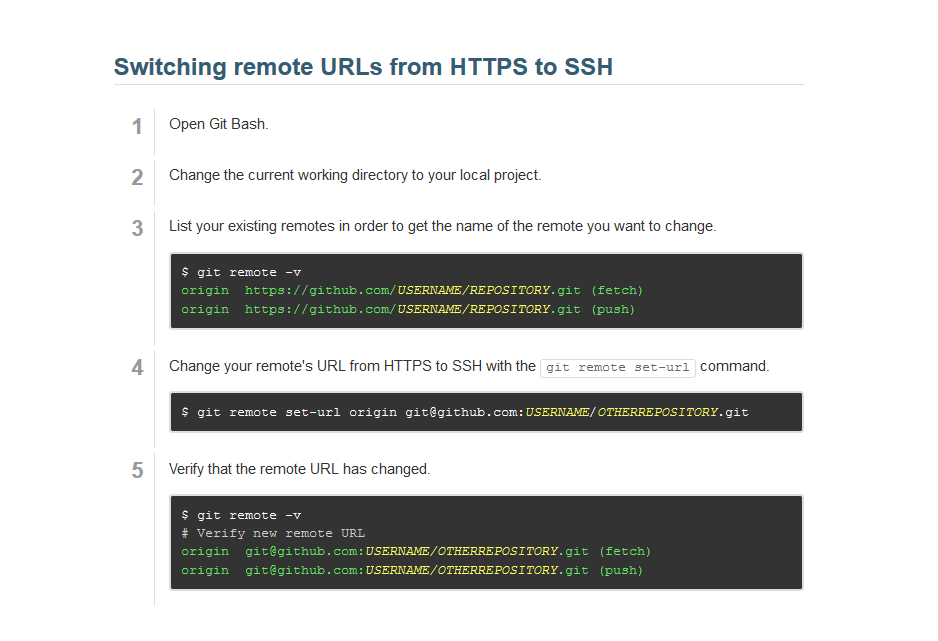 Switching remote URLs from HTTPS to SSH
1 Open Git Bash.
2 Change the current working directory to your local project.
3 List your existing remotes in order to get the name of the remote you want to change.
$ git remote -v
origin  https://github.com/USERNAME/REPOSITORY.git (fetch)
origin  https://github.com/USERNAME/REPOSITORY.git (push)
4 Change your remote's URL from HTTPS to SSH with the git remote set-url command.
$ git remote set-url origin git@github.com:USERNAME/OTHERREPOSITORY.git
5 Verify that the remote URL has changed.
$ git remote -v
# Verify new remote URL
origin  git@github.com:USERNAME/OTHERREPOSITORY.git (fetch)
origin  git@github.com:USERNAME/OTHERREPOSITORY.git (push)